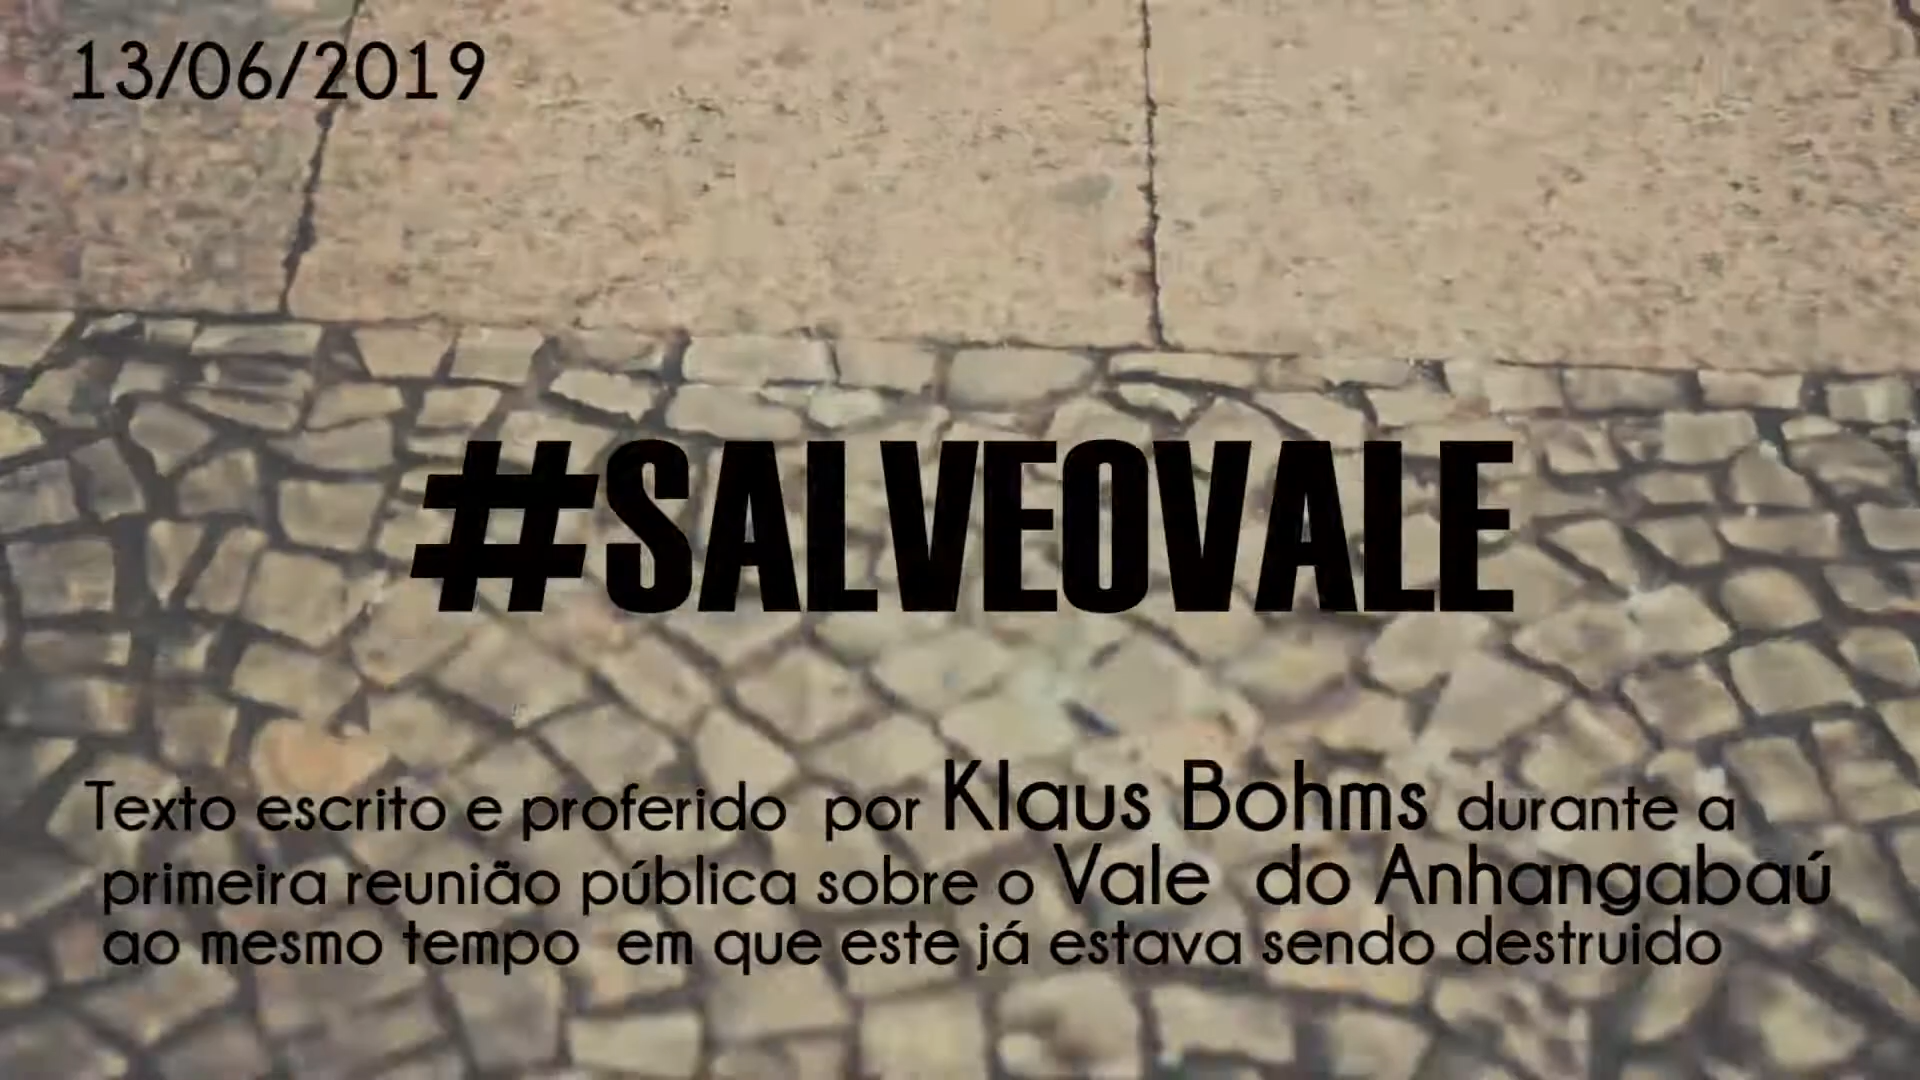 13/06/2019
#SALVEOVALE
Texto escrito e proferido por Klaus Bohms durante a
primeira reunião pública sobre o Vale do Anhangabaú
ao mesmo tempo em que este já estava sendo destruido